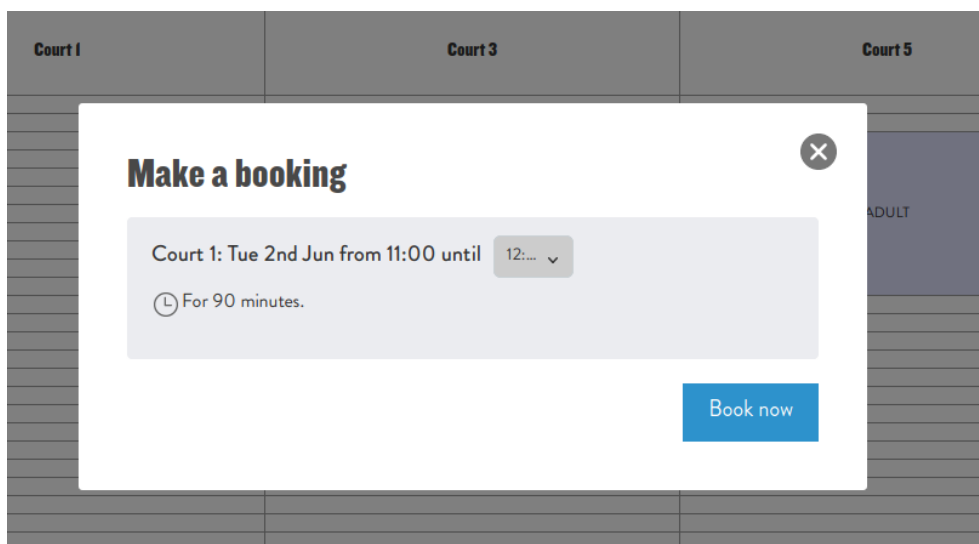 Court 1
Court 3
Court 5
Make a booking
ADULT
Court 1: Tue 2nd Jun from 11:00 until 12:...
For 90 minutes.
Book now